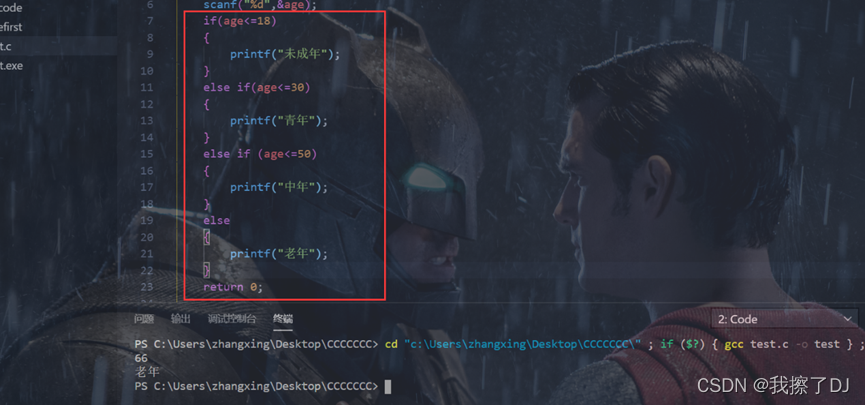 code
efirst
t.c
t.exe
6 scanf("%d",&age);
7 if(age<=18)
8 {
9 printf("未成年");
10 }
11 else if(age<=30)
12 {
13 printf("青年");
14 }
15 else if (age<=50)
16 {
17 printf("中年");
18 }
19 else
20 {
21 printf("老年");
22 }
23 return 0;
问题 输出 调试控制台 终端 2: Code
PS C:\Users\zhangxing\Desktop\CCCCCCC> cd "c:\Users\zhangxing\Desktop\CCCCCCC\" ; if ($?) { gcc test.c -o test } ;
66
老年
PS C:\Users\zhangxing\Desktop\CCCCCCC>
CSDN @我擦了DJ